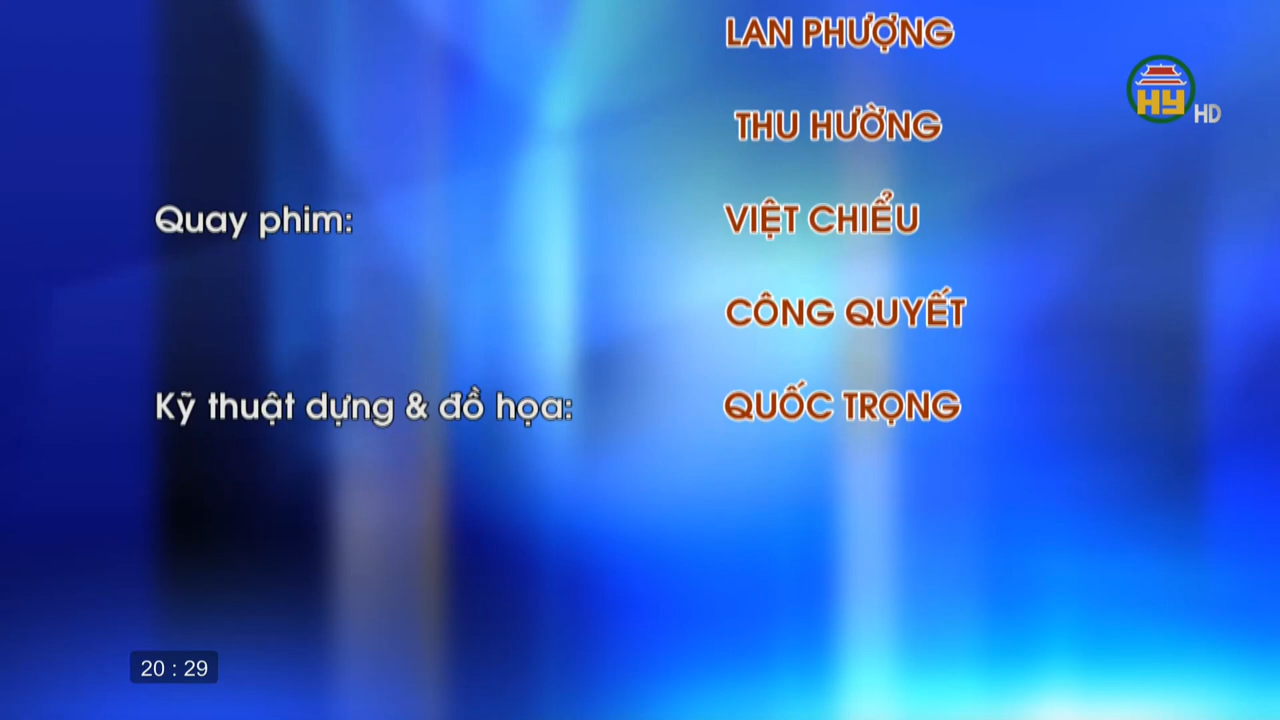 LAN PHƯỢNG
HY HD
THU HƯỜNG
Quay phim: VIỆT CHIỂU
CÔNG QUYẾT
Kỹ thuật dựng & đồ họa: QUỐC TRỌNG
20 : 29